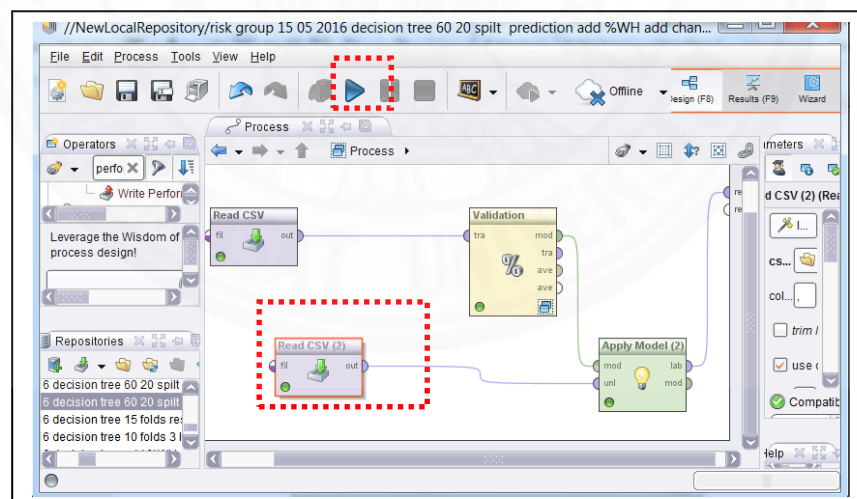 //NewLocalRepository/risk group 15 05 2016 decision tree 60 20 spilt prediction add %WH add chan...
File Edit Process Tools View Help
ABC
Offline
Design (F8)
Results (F9)
Wizard
Operators
Process
perfo
Process
Write Perfor
Leverage the Wisdom of
process design!
Repositories
6 decision tree 60 20 spilt
6 decision tree 60 20 spilt
6 decision tree 15 folds res
6 decision tree 10 folds 3 l
Read CSV
fil out
Validation
tra mod
tra
%
ave
ave
Read CSV (2)
fil out
Apply Model (2)
mod lab
unl mod
re
re
meters
d CSV (2) (Rea
I...
cs...
col... ,
trim l
use
Compatib
Help